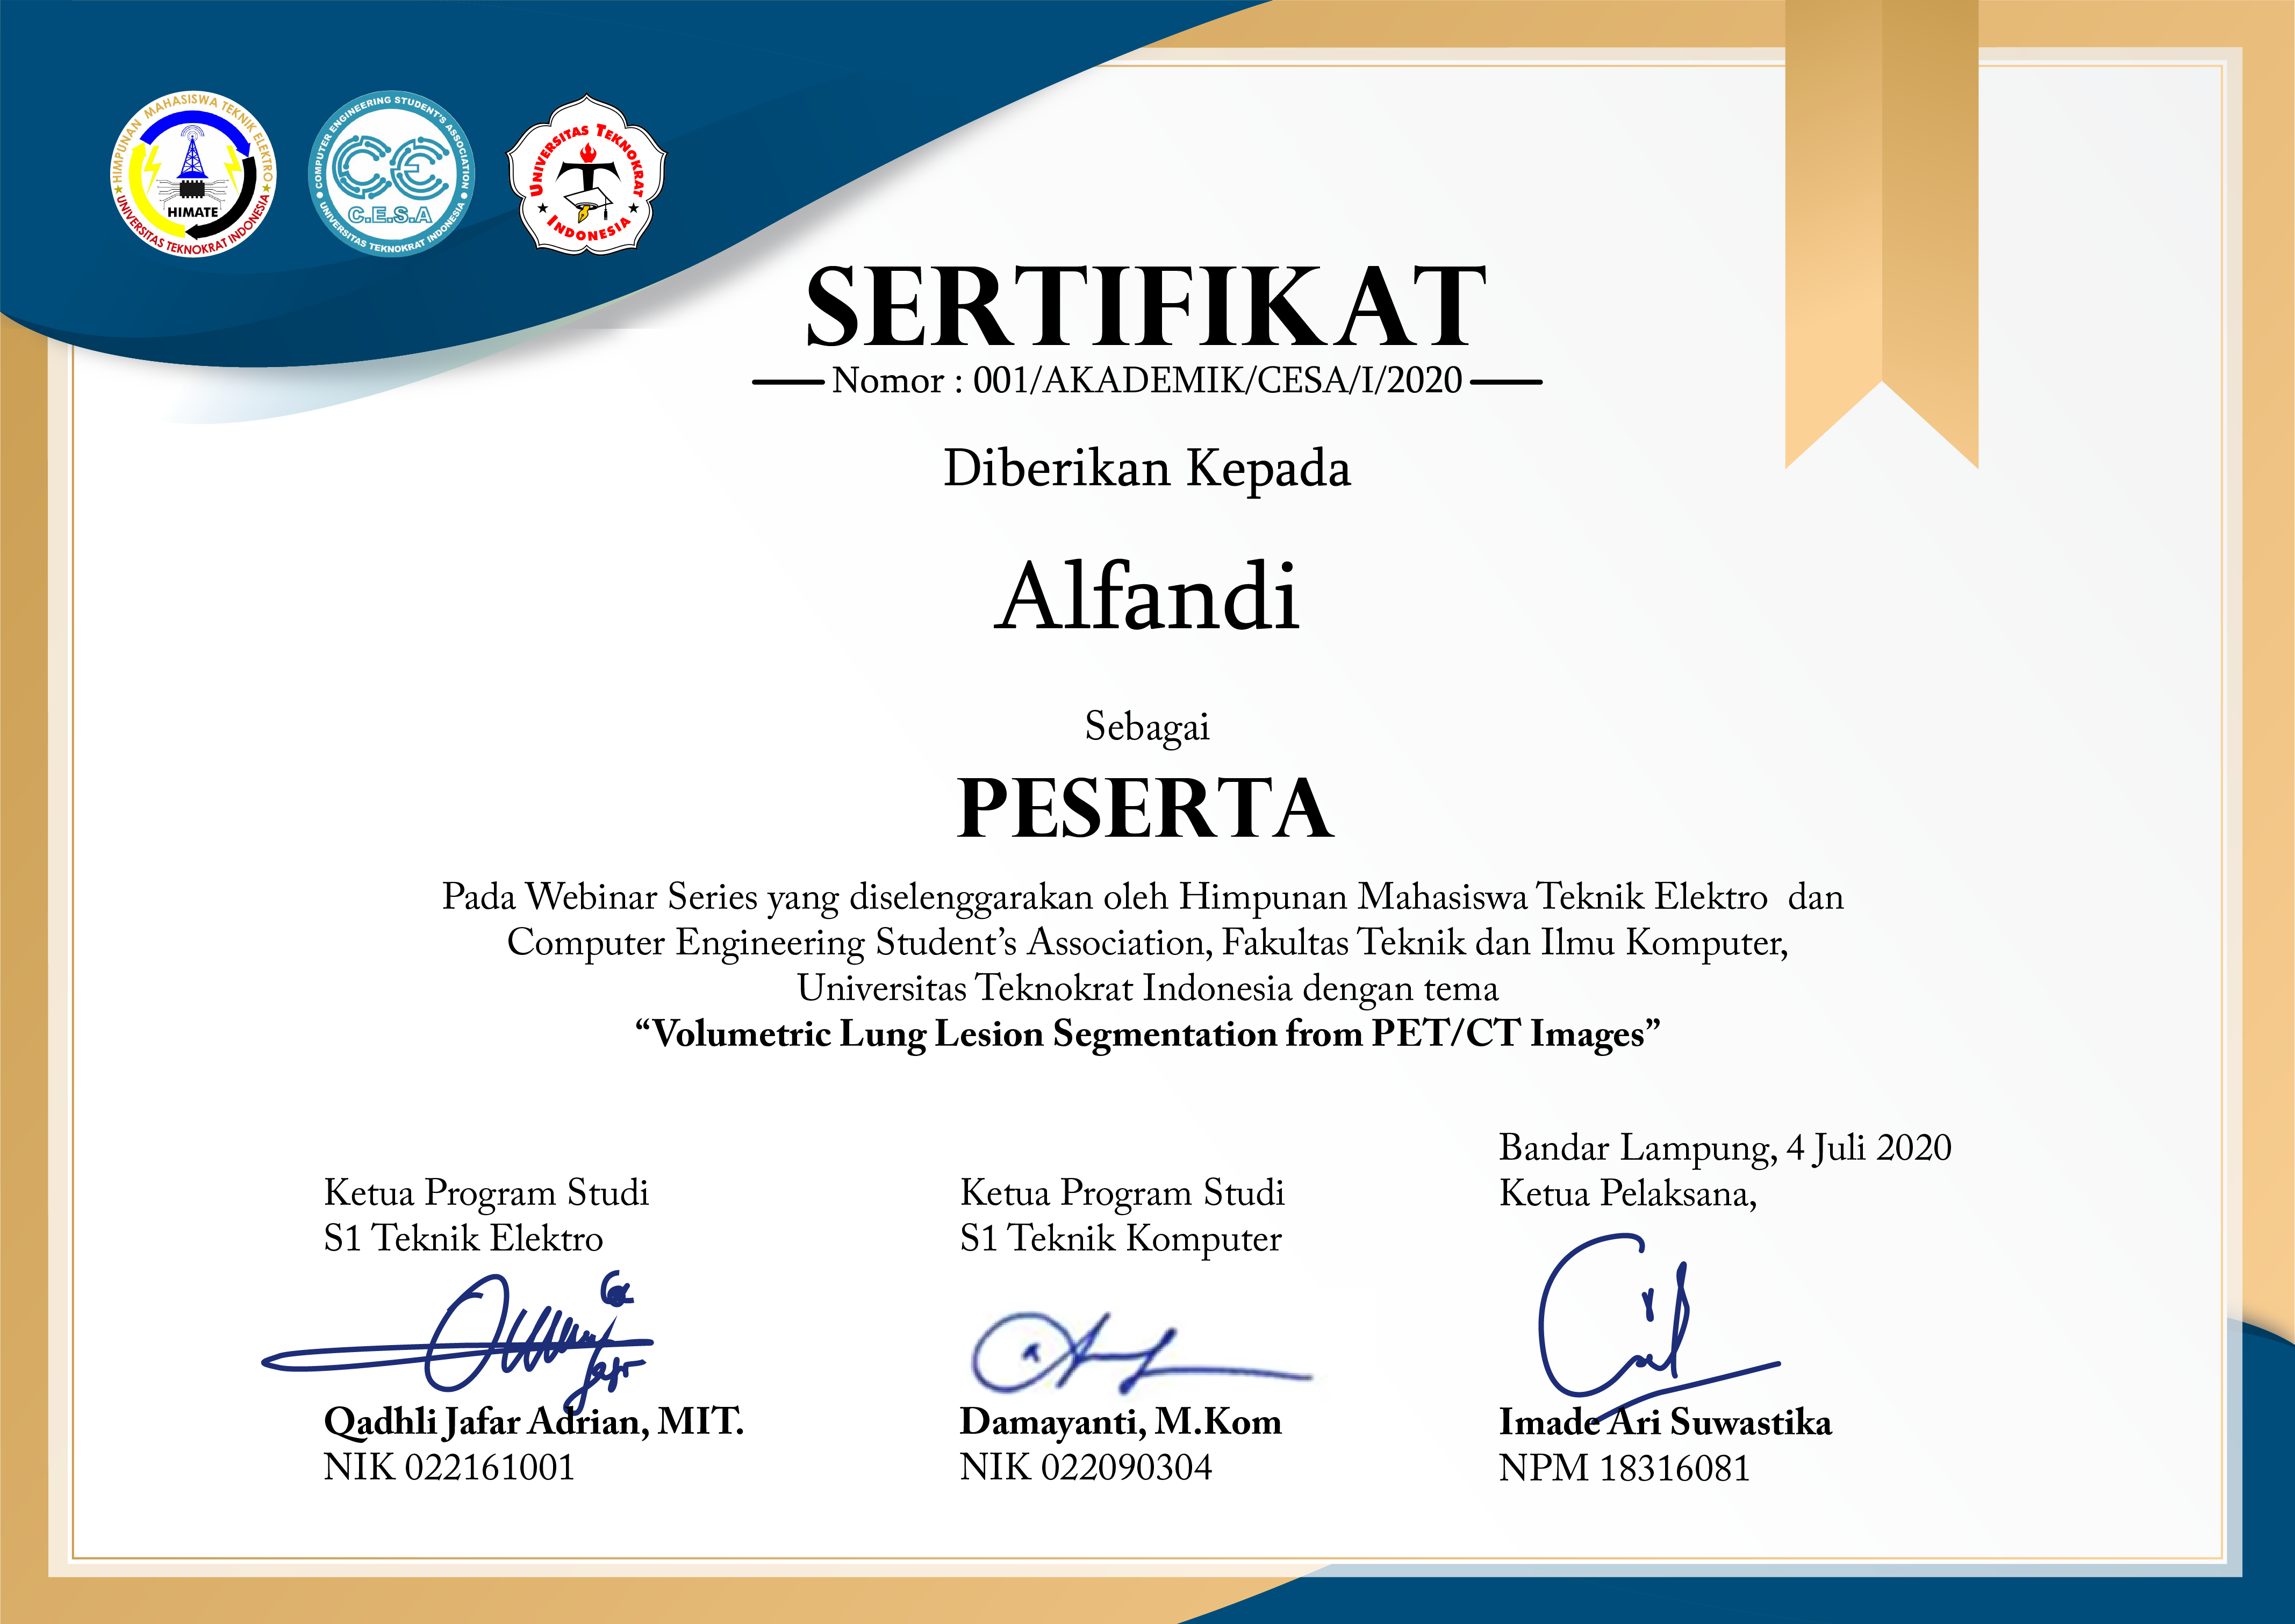 HIMPUNAN MAHASISWA TEKNIK ELEKTRO
HIMATE
UNIVERSITAS TEKNOKRAT INDONESIA
COMPUTER ENGINEERING STUDENT'S ASSOCIATION
CE
C.E.S.A
UNIVERSITAS TEKNOKRAT INDONESIA
UNIVERSITAS TEKNOKRAT
INDONESIA
SERTIFIKAT
Nomor : 001/AKADEMIK/CESA/I/2020
Diberikan Kepada
Alfandi
Sebagai
PESERTA
Pada Webinar Series yang diselenggarakan oleh Himpunan Mahasiswa Teknik Elektro dan
Computer Engineering Student’s Association, Fakultas Teknik dan Ilmu Komputer,
Universitas Teknokrat Indonesia dengan tema
“Volumetric Lung Lesion Segmentation from PET/CT Images”
Ketua Program Studi
S1 Teknik Elektro
Qadhli Jafar Adrian, MIT.
NIK 022161001
Ketua Program Studi
S1 Teknik Komputer
Damayanti, M.Kom
NIK 022090304
Bandar Lampung, 4 Juli 2020
Ketua Pelaksana,
Imade Ari Suwastika
NPM 18316081